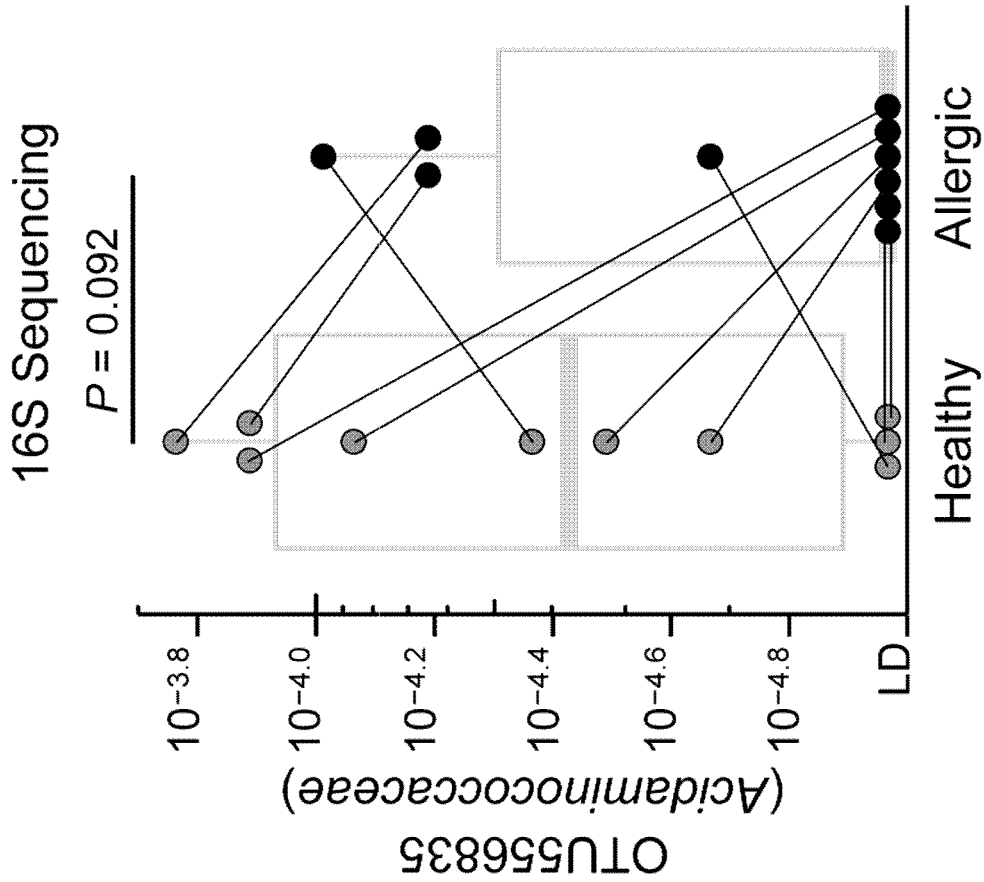 16S Sequencing
P = 0.092
10⁻³·⁸
10⁻⁴·⁰
10⁻⁴·²
10⁻⁴·⁴
10⁻⁴·⁶
10⁻⁴·⁸
LD
OTU556835
(Acidaminococcaceae)
Healthy
Allergic